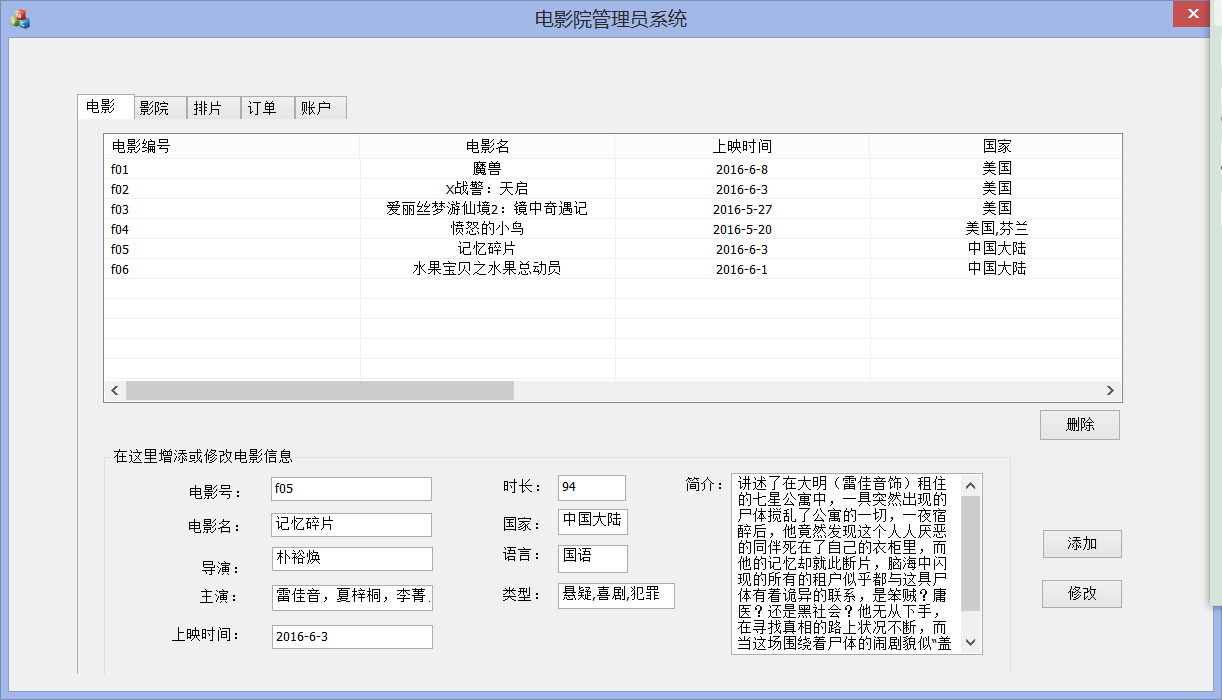 电影院管理员系统
电影 影院 排片 订单 账户
电影编号 电影名 上映时间 国家
f01 魔兽 2016-6-8 美国
f02 X战警：天启 2016-6-3 美国
f03 爱丽丝梦游仙境2：镜中奇遇记 2016-5-27 美国
f04 愤怒的小鸟 2016-5-20 美国,芬兰
f05 记忆碎片 2016-6-3 中国大陆
f06 水果宝贝之水果总动员 2016-6-1 中国大陆
删除
在这里增添或修改电影信息
电影号： f05
电影名： 记忆碎片
导演： 朴裕焕
主演： 雷佳音，夏梓桐，李菁
上映时间： 2016-6-3
时长： 94
国家： 中国大陆
语言： 国语
类型： 悬疑,喜剧,犯罪
简介：
讲述了在大明（雷佳音饰）租住
的七星公寓中，一具突然出现的
尸体搅乱了公寓的一切，一夜宿
醉后，他竟然发现这个人人厌恶
的同伴死在了自己的衣柜里，而
他的记忆却就此断片，脑海中闪
现的所有的租户似乎都与这具尸
体有着诡异的联系，是笨贼？庸
医？还是黑社会？他无从下手，
在寻找真相的路上状况不断，而
当这场围绕着尸体的闹剧貌似“盖
添加
修改